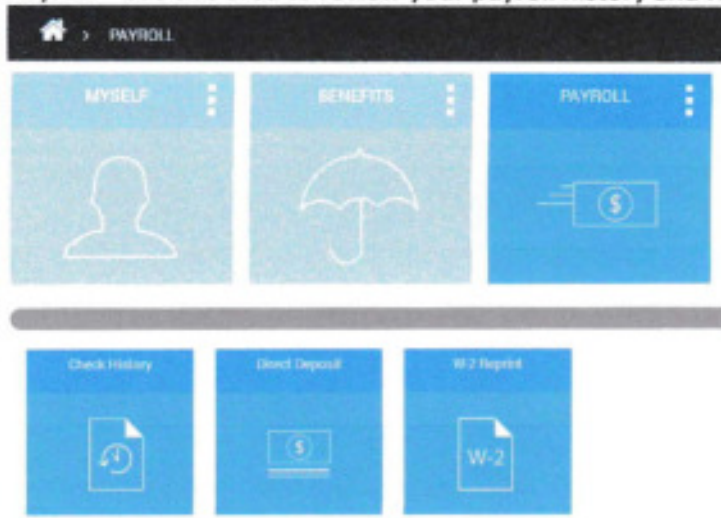 > PAYROLL
MYSELF
BENEFITS
PAYROLL
$
Check History
Direct Deposit
W-2 Reprint
$
W-2